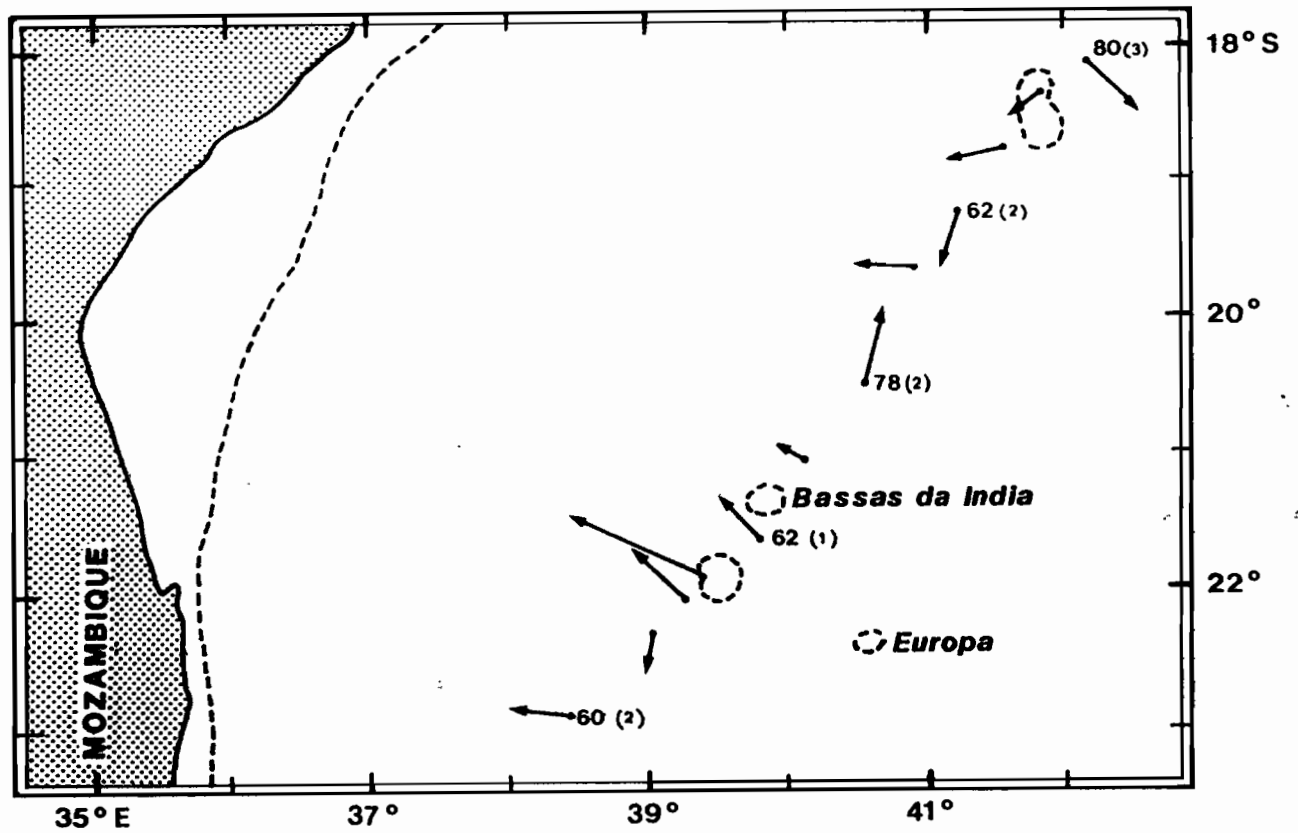 80(3)
18°S
62(2)
20°
78(2)
Bassas da India
62 (1)
22°
Europa
60 (2)
MOZAMBIQUE
35°E
37°
39°
41°